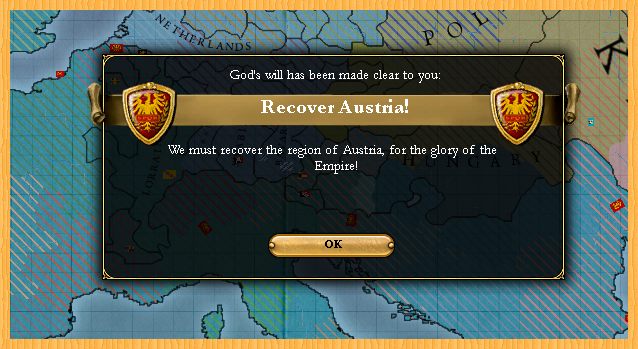 NETHERLANDS
POL
God's will has been made clear to you:
Recover Austria!
We must recover the region of Austria, for the glory of the
Empire!
LORR
HUNGARY
OK